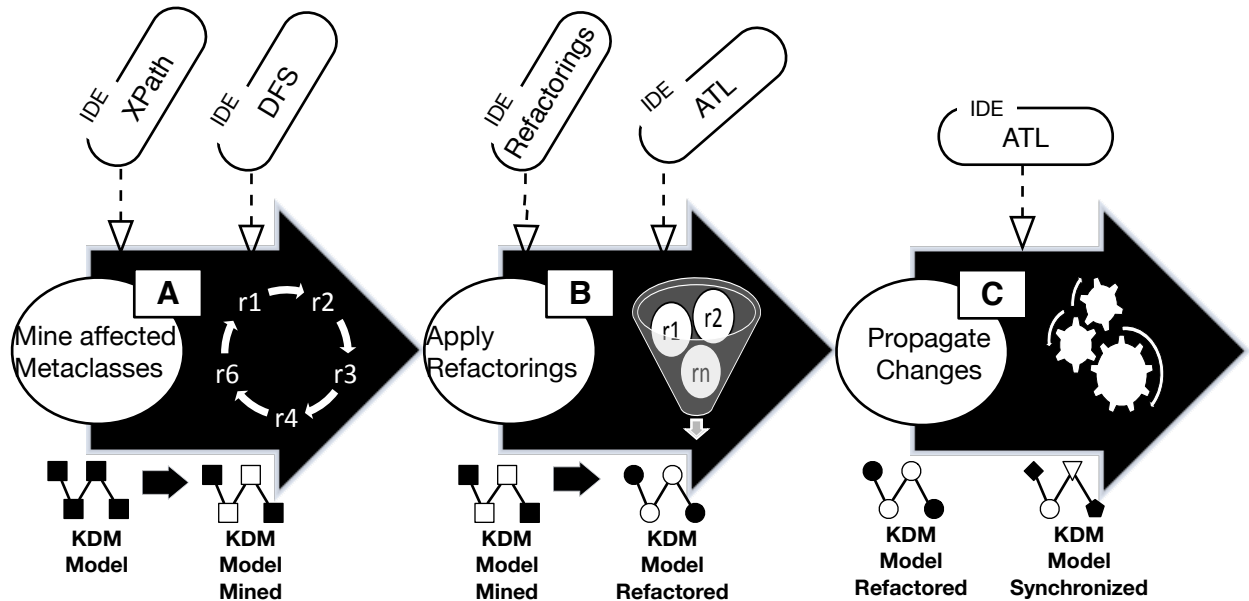 IDE
XPath
IDE
DFS
IDE
Refactorings
IDE
ATL
IDE
ATL
A
Mine affected
Metaclasses
r1
r2
r3
r4
r6
B
Apply
Refactorings
r1
r2
rn
C
Propagate
Changes
KDM
Model
KDM
Model
Mined
KDM
Model
Mined
KDM
Model
Refactored
KDM
Model
Refactored
KDM
Model
Synchronized